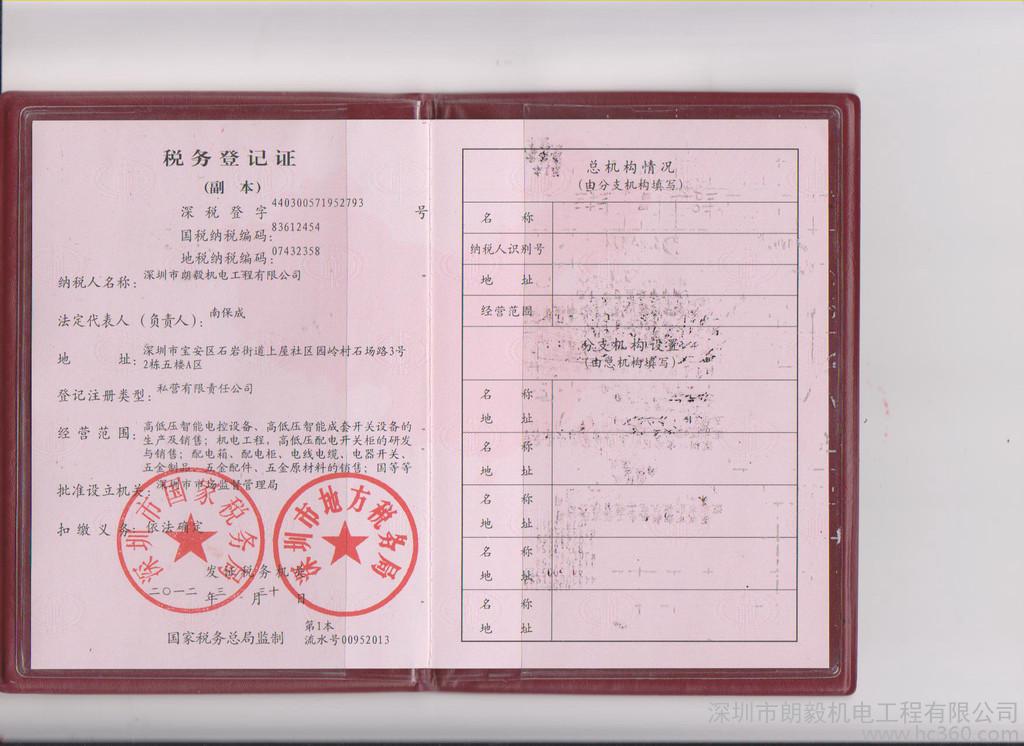 税务登记证
(副 本)
深税登字440300571952793号
国税纳税编码:83612454
地税纳税编码:07432358
纳税人名称:深圳市朗毅机电工程有限公司
法定代表人(负责人):南保成
地 址:深圳市宝安区石岩街道上屋社区园岭村石场路3号
2栋五楼A区
登记注册类型:私营有限责任公司
经营范围:高低压智能电控设备、高低压智能成套开关设备的
生产及销售;机电工程,高低压配电开关柜的研发
与销售;配电箱、配电柜、电线电缆、电器开关、
五金制品、五金配件、五金原材料的销售;国等等
批准设立机关:深圳市市场监督管理局
扣缴义务:依法确定
深圳市国家税务局
深圳市地方税务局
发证税务机关
二〇一二年三月三十日
国家税务总局监制
第1本
流水号00952013
总机构情况
(由分支机构填写)
名 称
纳税人识别号
地 址
经营范围
分支机构设置
(由总机构填写)
名 称
地 址
名 称
地 址
名 称
地 址
名 称
地 址
名 称
地 址
深圳市朗毅机电工程有限公司
www.hc360.com